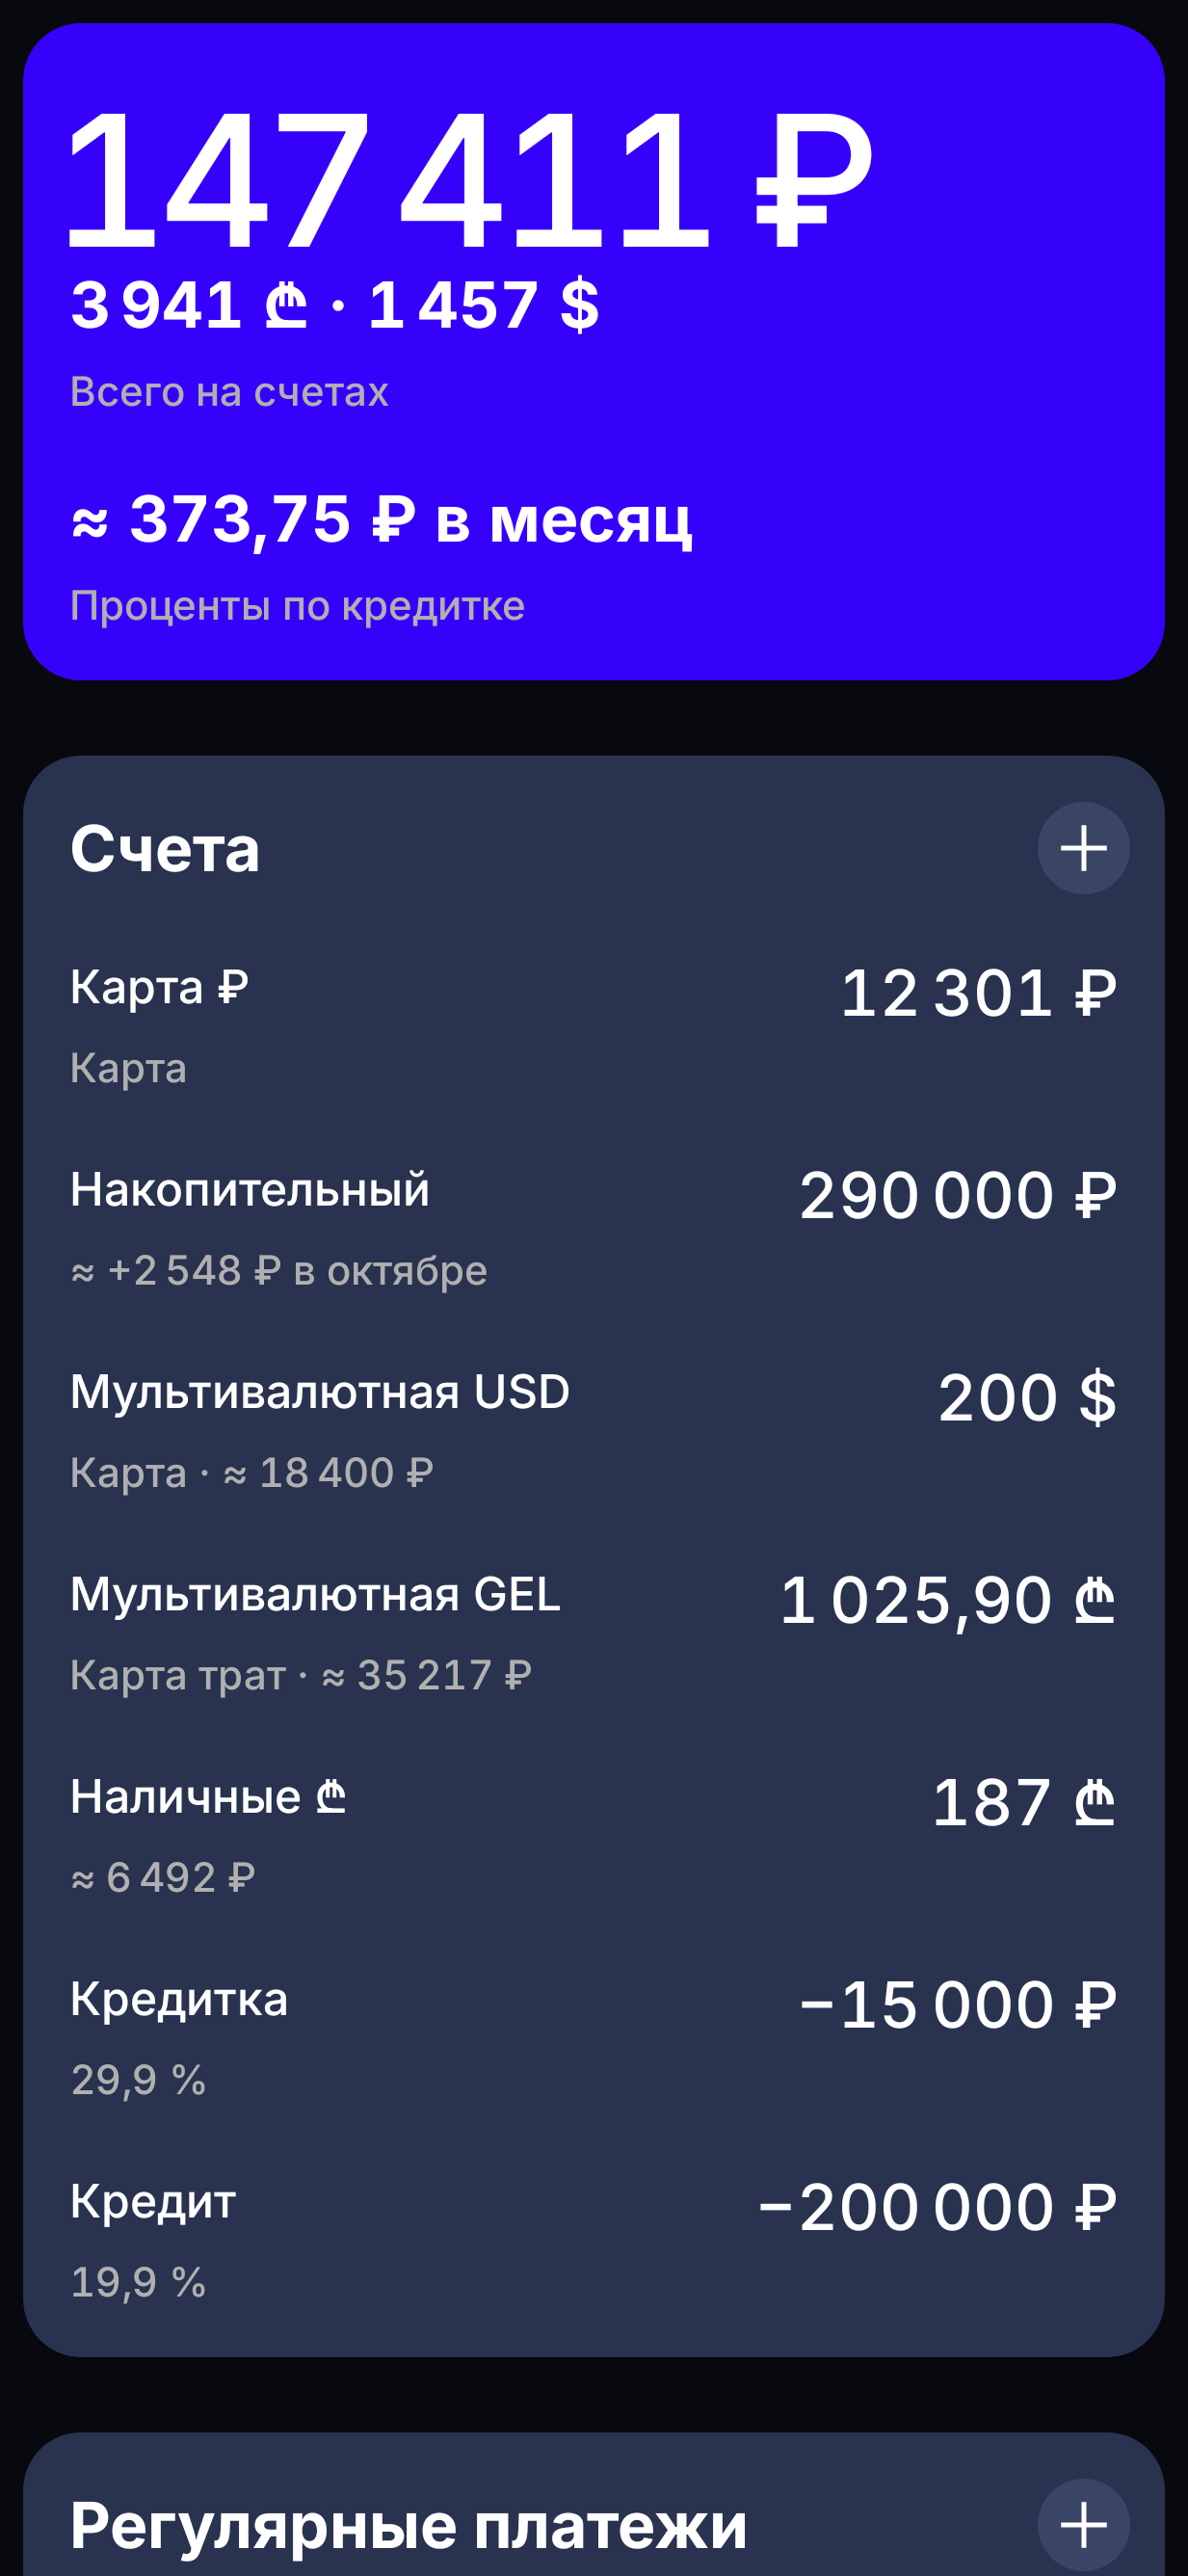 147 411 ₽
3 941 ₾ · 1 457 $
Всего на счетах
≈ 373,75 ₽ в месяц
Проценты по кредитке
Счета
Карта ₽
12 301 ₽
Карта
Накопительный
290 000 ₽
≈ +2 548 ₽ в октябре
Мультивалютная USD
200 $
Карта · ≈ 18 400 ₽
Мультивалютная GEL
1 025,90 ₾
Карта трат · ≈ 35 217 ₽
Наличные ₾
187 ₾
≈ 6 492 ₽
Кредитка
−15 000 ₽
29,9 %
Кредит
−200 000 ₽
19,9 %
Регулярные платежи